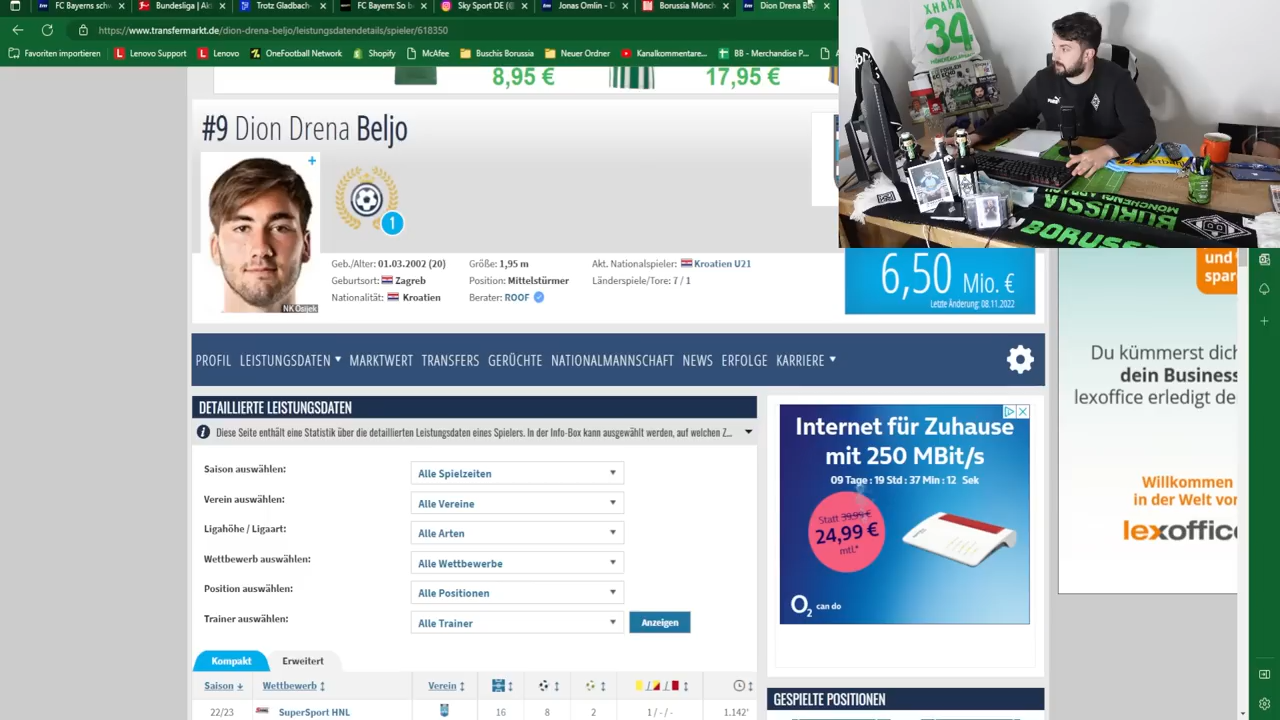 FC Bayerns schw
Bundesliga | Ak
Trotz Gladbach-
FC Bayern: So b
Sky Sport DE (
Jonas Omlin - D
Borussia Mönch
Dion Drena Belj
https://www.transfermarkt.de/dion-drena-beljo/leistungsdatendetails/spieler/618350
Favoriten importieren
Lenovo Support
Lenovo
OneFootball Network
Shopify
McAfee
Buschis Borussia
Neuer Ordner
Kanalkommentare...
BB - Merchandise P...
8,95 €
17,95 €
XHAKA
34
MÖNCHENGLADBACH
BORUSSIA
BORUSS
#9 Dion Drena Beljo
1
NK Osijek
Geb./Alter: 01.03.2002 (20)
Geburtsort: Zagreb
Nationalität: Kroatien
Größe: 1,95 m
Position: Mittelstürmer
Berater: ROOF
Akt. Nationalspieler: Kroatien U21
Länderspiele/Tore: 7 / 1
6,50 Mio. €
Letzte Änderung: 08.11.2022
und
spar
PROFIL LEISTUNGSDATEN MARKTWERT TRANSFERS GERÜCHTE NATIONALMANNSCHAFT NEWS ERFOLGE KARRIERE
DETAILLIERTE LEISTUNGSDATEN
Diese Seite enthält eine Statistik über die detaillierten Leistungsdaten eines Spielers. In der Info-Box kann ausgewählt werden, auf welchen Z...
Saison auswählen: Alle Spielzeiten
Verein auswählen: Alle Vereine
Ligahöhe / Ligaart: Alle Arten
Wettbewerb auswählen: Alle Wettbewerbe
Position auswählen: Alle Positionen
Trainer auswählen: Alle Trainer Anzeigen
Kompakt Erweitert
Saison Wettbewerb Verein
22/23 SuperSport HNL 16 8 2 1 / - / - 1.142'
Internet für Zuhause
mit 250 MBit/s
09 Tage : 19 Std : 37 Min : 12 Sek
Statt 39,99 €
24,99 €
mtl.*
O2 can do
GESPIELTE POSITIONEN
Du kümmerst dich
dein Business
lexoffice erledigt de
Willkommen
in der Welt vor
lexoffic